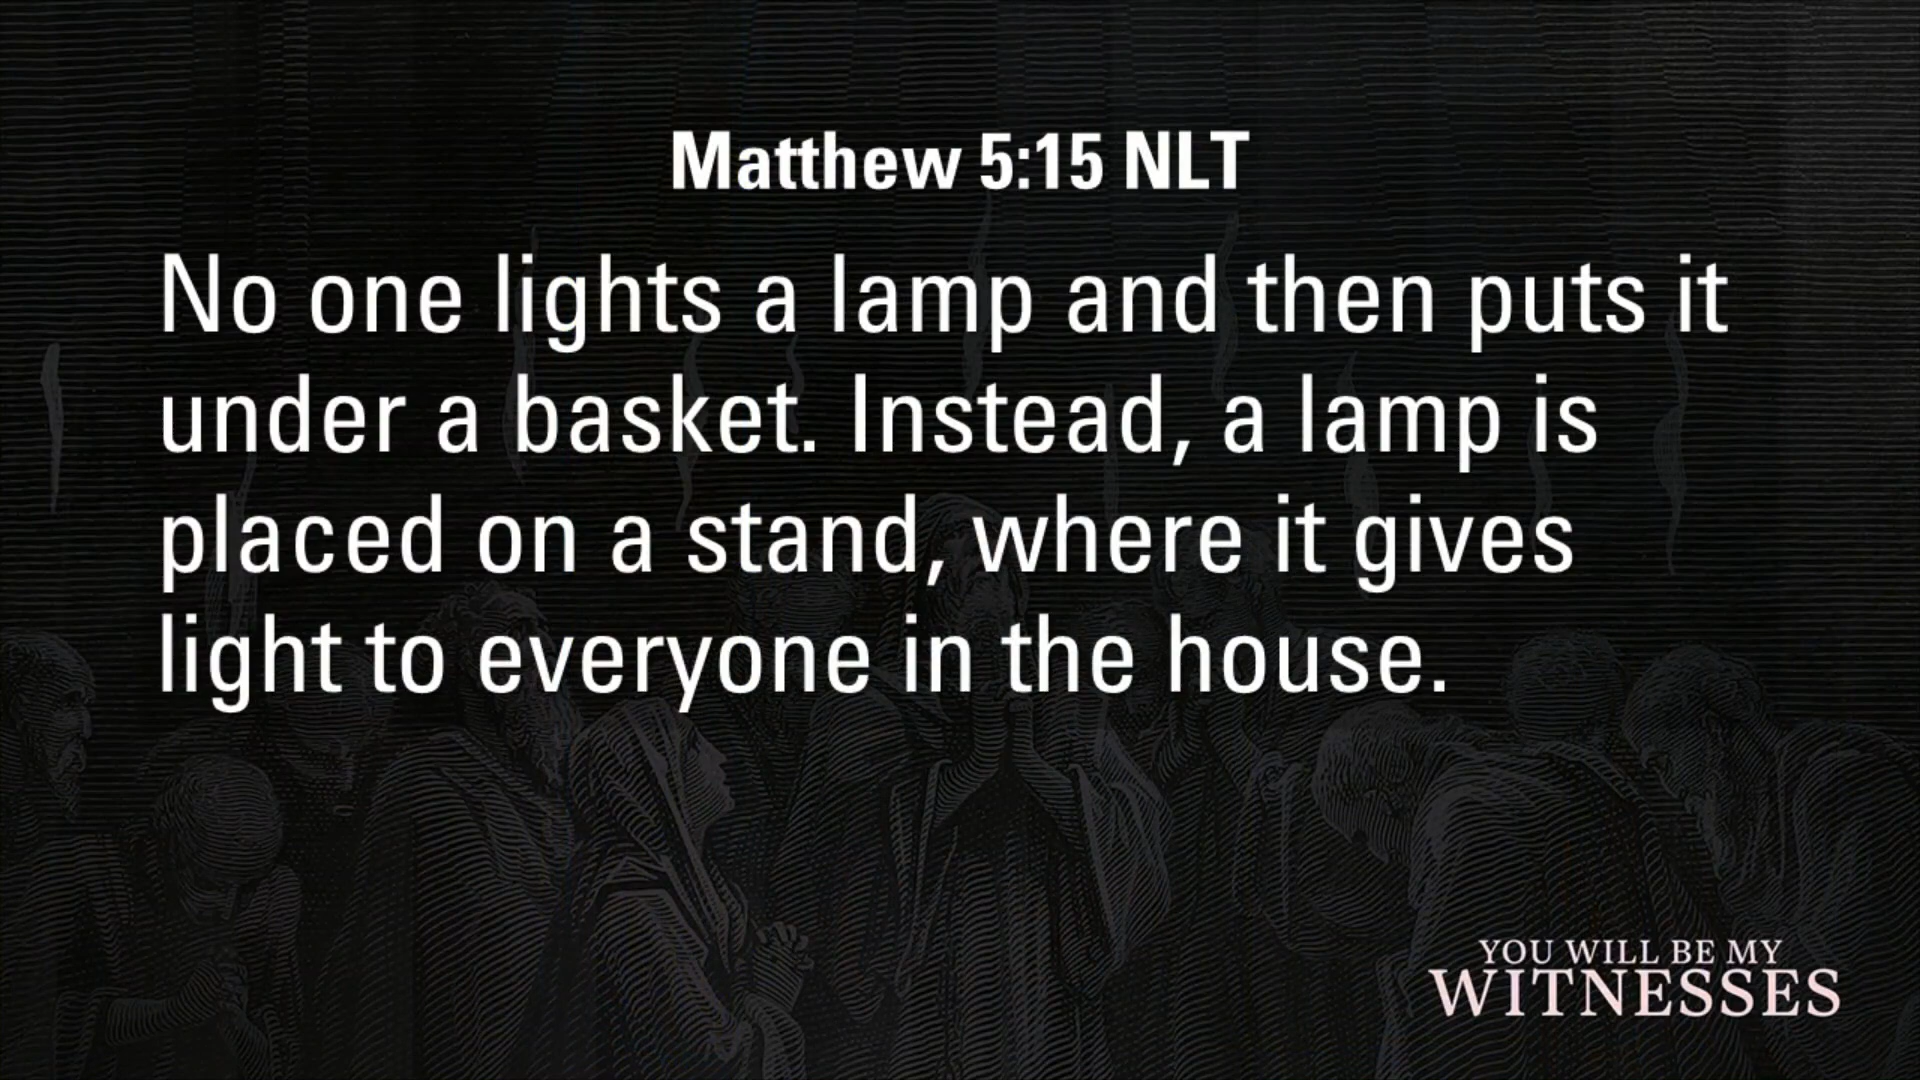 Matthew 5:15 NLT
No one lights a lamp and then puts it
under a basket. Instead, a lamp is
placed on a stand, where it gives
light to everyone in the house.
YOU WILL BE MY
WITNESSES